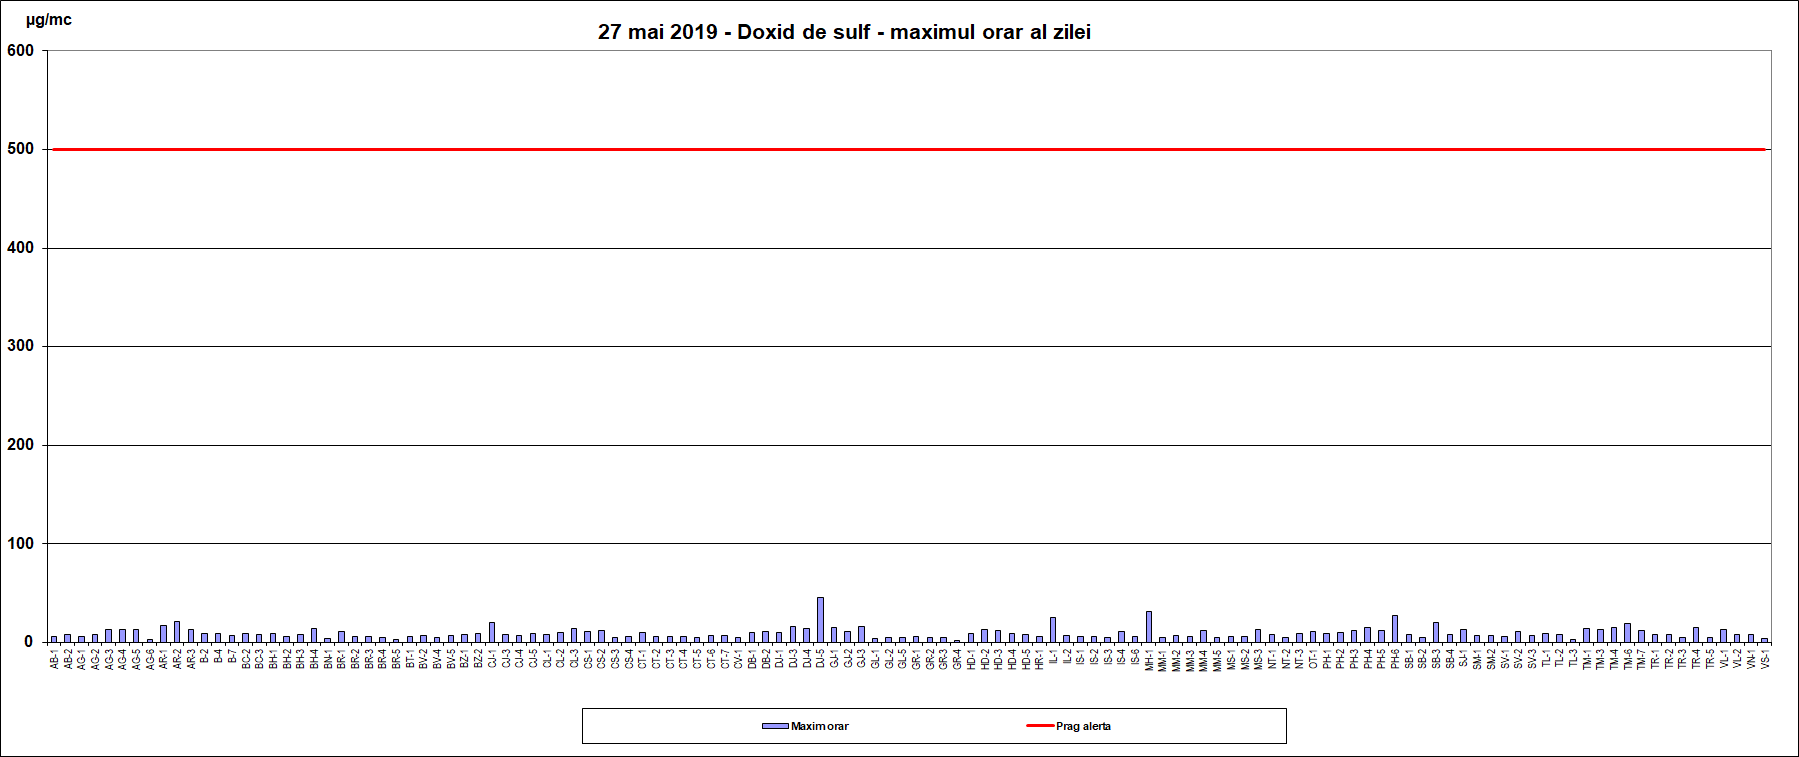 µg/mc
27 mai 2019 - Doxid de sulf - maximul orar al zilei
600
500
400
300
200
100
0
AB-1 AB-2 AG-1 AG-2 AG-3 AG-4 AG-5 AG-6 AR-1 AR-2 AR-3 B-2 B-4 B-7 BC-2 BC-3 BH-1 BH-2 BH-3 BH-4 BN-1 BR-1 BR-2 BR-3 BR-4 BR-5 BT-1 BV-2 BV-4 BV-5 BZ-1 BZ-2 CJ-1 CJ-3 CJ-4 CJ-5 CL-1 CL-2 CL-3 CS-1 CS-2 CS-3 CS-4 CT-1 CT-2 CT-3 CT-4 CT-5 CT-6 CT-7 CV-1 DB-1 DB-2 DJ-1 DJ-3 DJ-4 DJ-5 GJ-1 GJ-2 GJ-3 GL-1 GL-2 GL-5 GR-1 GR-2 GR-3 GR-4 HD-1 HD-2 HD-3 HD-4 HD-5 HR-1 IL-1 IL-2 IS-1 IS-2 IS-3 IS-4 IS-6 MH-1 MM-1 MM-2 MM-3 MM-4 MM-5 MS-1 MS-2 MS-3 NT-1 NT-2 NT-3 OT-1 PH-1 PH-2 PH-3 PH-4 PH-5 PH-6 SB-1 SB-2 SB-3 SB-4 SJ-1 SM-1 SM-2 SV-1 SV-2 SV-3 TL-1 TL-2 TL-3 TM-1 TM-3 TM-4 TM-6 TM-7 TR-1 TR-2 TR-3 TR-4 TR-5 VL-1 VL-2 VN-1 VS-1
Maxim orar Prag alerta